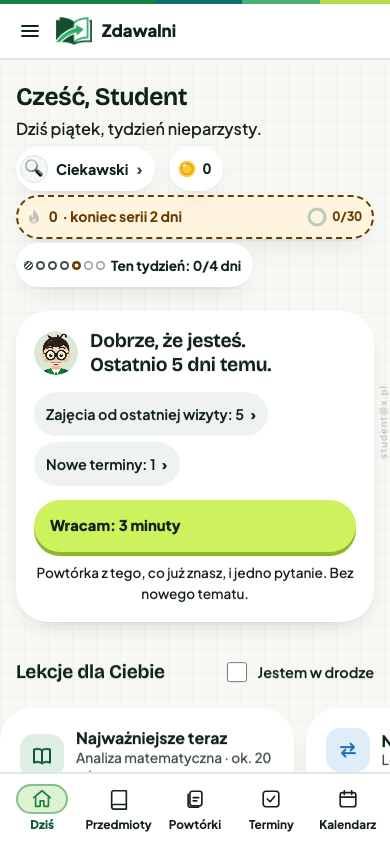 Zdawalni
Cześć, Student
Dziś piątek, tydzień nieparzysty.
Ciekawski ›
0
0 · koniec serii 2 dni
0/30
Ten tydzień: 0/4 dni
Dobrze, że jesteś.
Ostatnio 5 dni temu.
Zajęcia od ostatniej wizyty: 5 ›
Nowe terminy: 1 ›
Wracam: 3 minuty
Powtórka z tego, co już znasz, i jedno pytanie. Bez
nowego tematu.
student@x.pl
Lekcje dla Ciebie
Jestem w drodze
Najważniejsze teraz
Analiza matematyczna · ok. 20
Dziś
Przedmioty
Powtórki
Terminy
Kalendarz